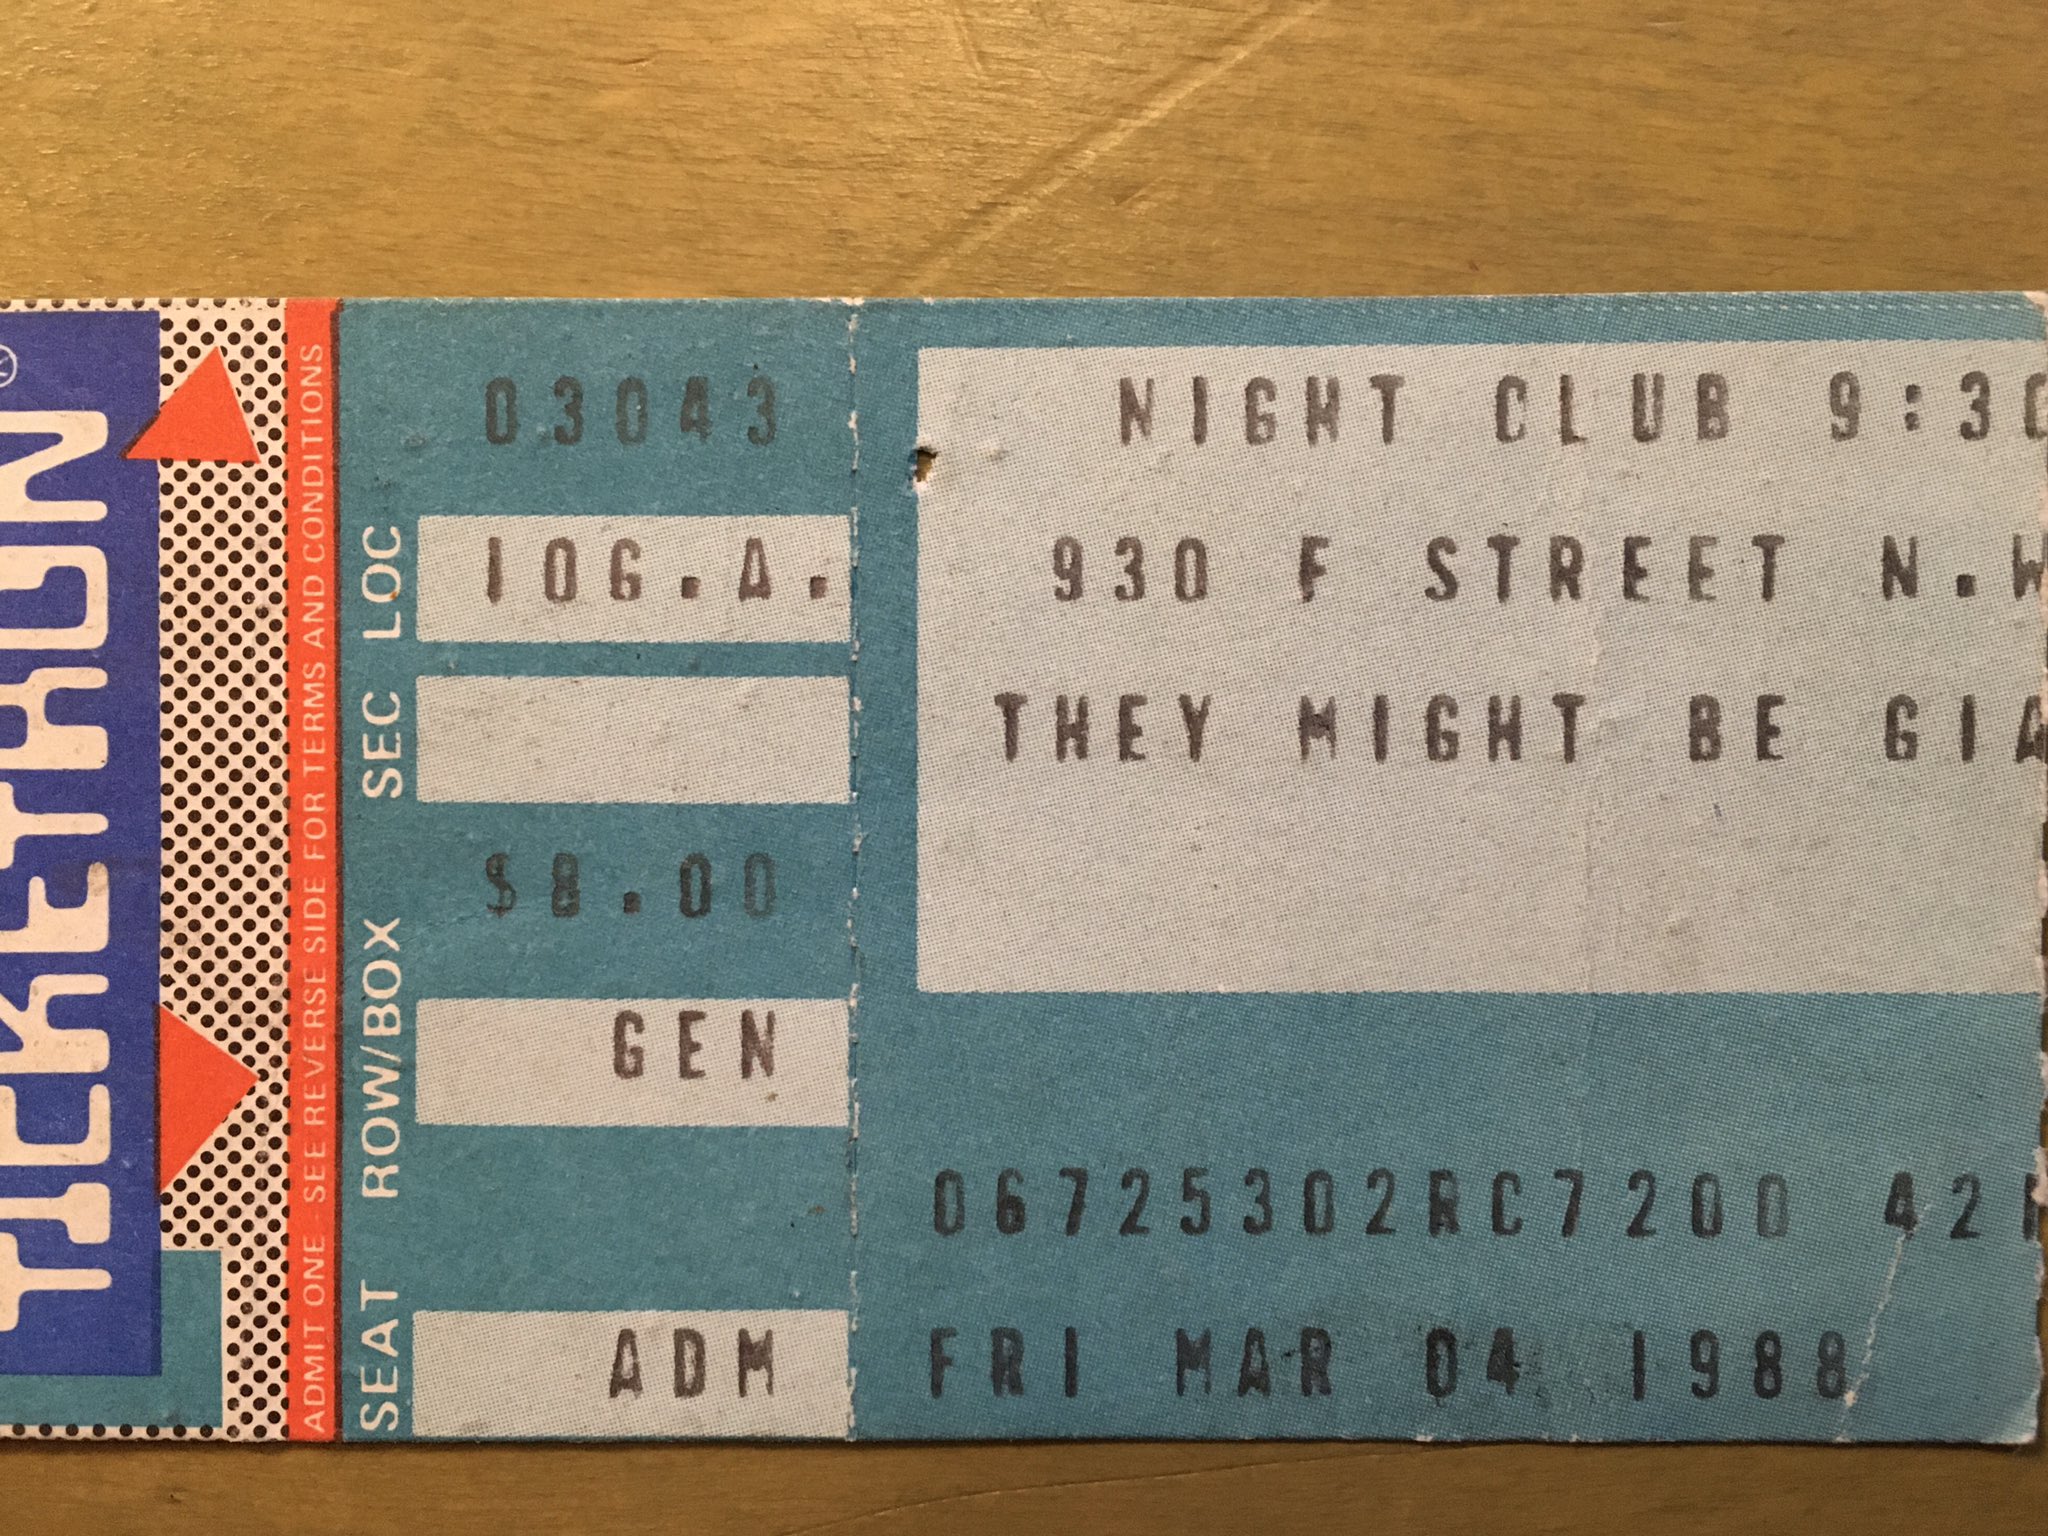 TICKETRON®
ADMIT ONE - SEE REVERSE SIDE FOR TERMS AND CONDITIONS
SEAT ROW/BOX SEC LOC
03043
10G.A.
$8.00
GEN
ADM
NIGHT CLUB 9:30
930 F STREET N.W
THEY MIGHT BE GIA
06725302RC7200 42
FRI MAR 04 1988